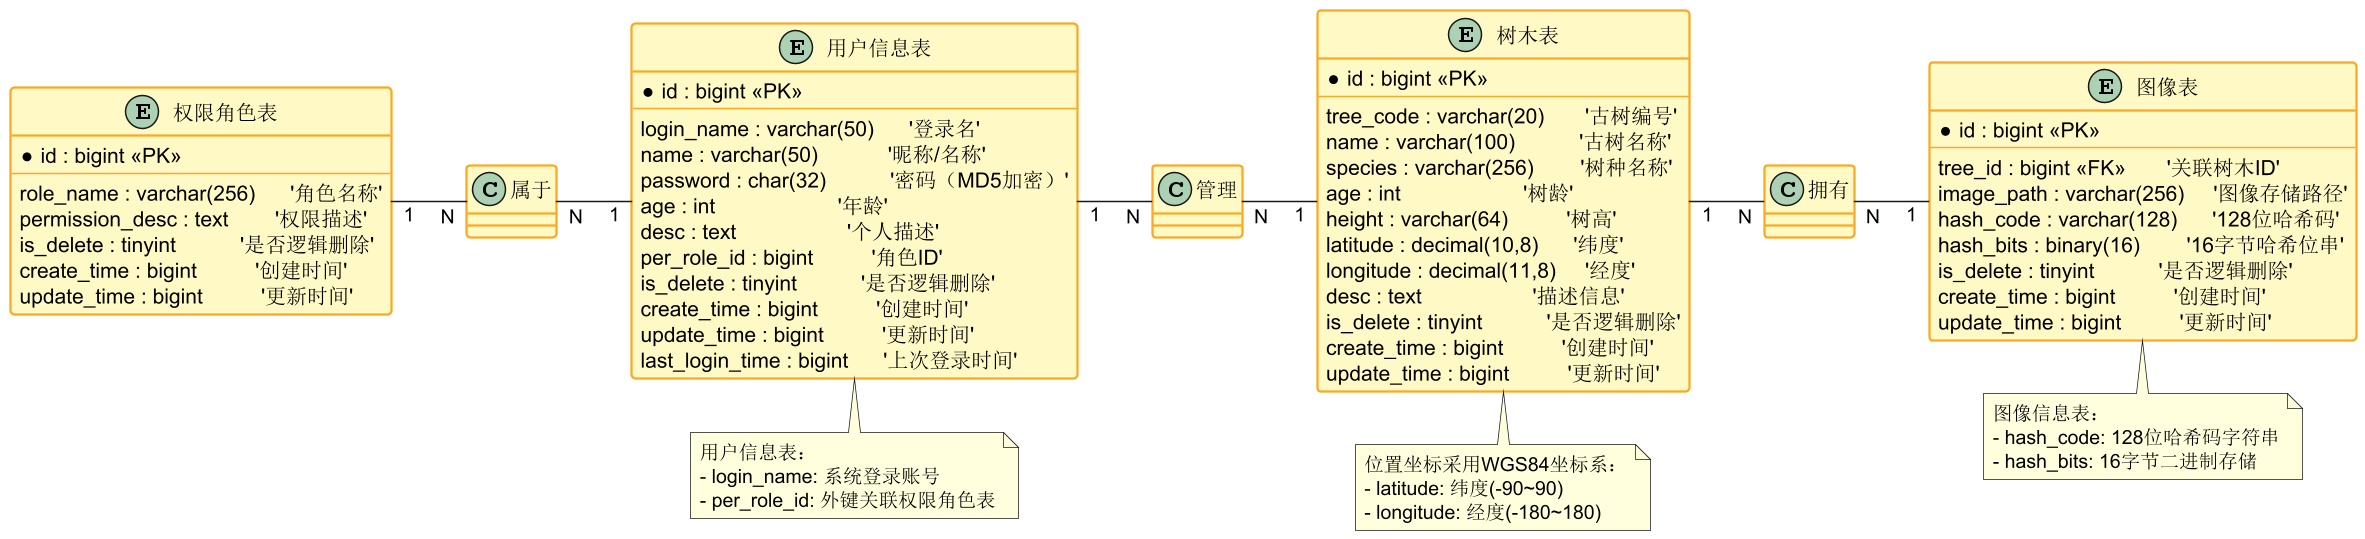 E 权限角色表
● id : bigint «PK»
role_name : varchar(256) '角色名称'
permission_desc : text '权限描述'
is_delete : tinyint '是否逻辑删除'
create_time : bigint '创建时间'
update_time : bigint '更新时间'
1 N
C 属于
N 1
E 用户信息表
● id : bigint «PK»
login_name : varchar(50) '登录名'
name : varchar(50) '昵称/名称'
password : char(32) '密码（MD5加密）'
age : int '年龄'
desc : text '个人描述'
per_role_id : bigint '角色ID'
is_delete : tinyint '是否逻辑删除'
create_time : bigint '创建时间'
update_time : bigint '更新时间'
last_login_time : bigint '上次登录时间'
用户信息表：
- login_name: 系统登录账号
- per_role_id: 外键关联权限角色表
1 N
C 管理
N 1
E 树木表
● id : bigint «PK»
tree_code : varchar(20) '古树编号'
name : varchar(100) '古树名称'
species : varchar(256) '树种名称'
age : int '树龄'
height : varchar(64) '树高'
latitude : decimal(10,8) '纬度'
longitude : decimal(11,8) '经度'
desc : text '描述信息'
is_delete : tinyint '是否逻辑删除'
create_time : bigint '创建时间'
update_time : bigint '更新时间'
位置坐标采用WGS84坐标系：
- latitude: 纬度(-90~90)
- longitude: 经度(-180~180)
1 N
C 拥有
N 1
E 图像表
● id : bigint «PK»
tree_id : bigint «FK» '关联树木ID'
image_path : varchar(256) '图像存储路径'
hash_code : varchar(128) '128位哈希码'
hash_bits : binary(16) '16字节哈希位串'
is_delete : tinyint '是否逻辑删除'
create_time : bigint '创建时间'
update_time : bigint '更新时间'
图像信息表：
- hash_code: 128位哈希码字符串
- hash_bits: 16字节二进制存储